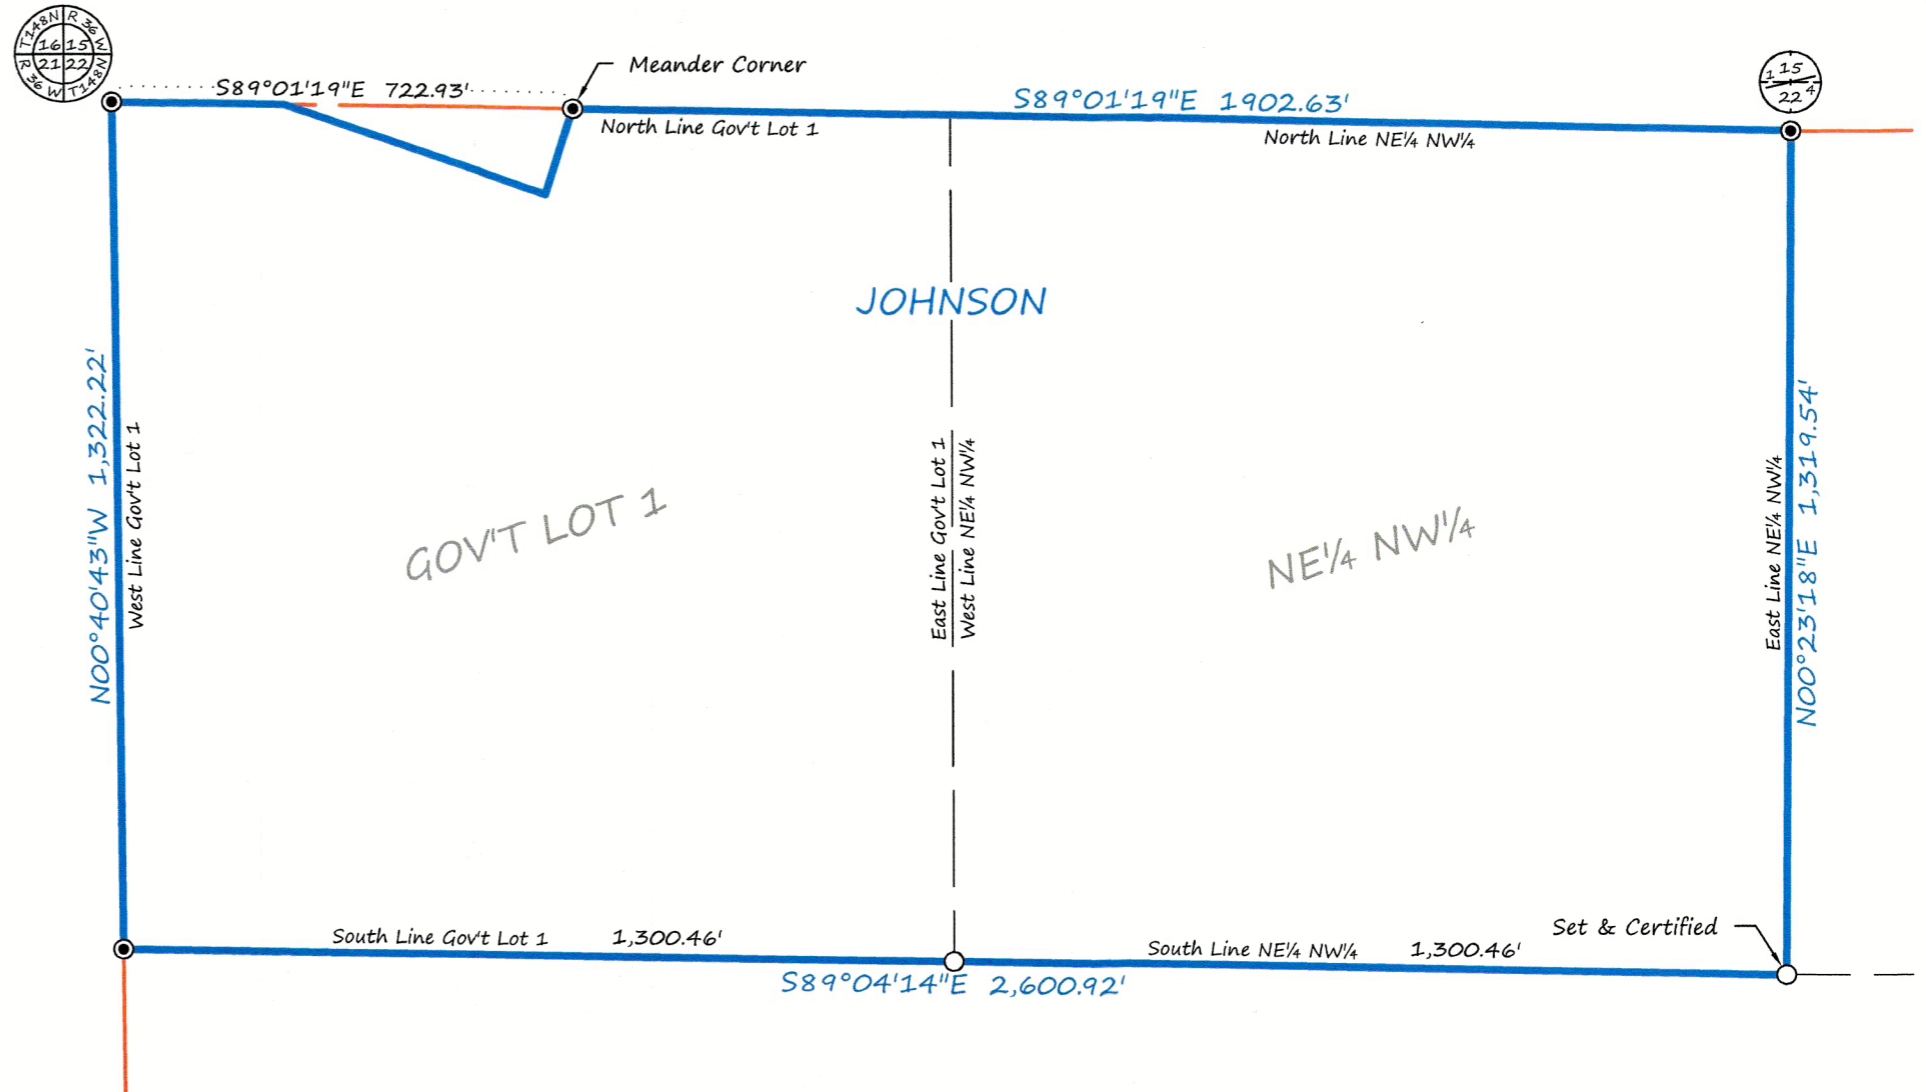 T148N R 36 W
16 15
21 22
R 36 W T148N
S89°01'19"E 722.93'
Meander Corner
S89°01'19"E 1902.63'
1 15
22 4
North Line Gov't Lot 1
North Line NE¼ NW¼
JOHNSON
N00°40'43"W 1,322.22'
West Line Gov't Lot 1
GOV'T LOT 1
East Line Gov't Lot 1
West Line NE¼ NW¼
NE¼ NW¼
East Line NE¼ NW¼
N00°23'18"E 1,319.54'
South Line Gov't Lot 1 1,300.46'
South Line NE¼ NW¼ 1,300.46'
Set & Certified
S89°04'14"E 2,600.92'